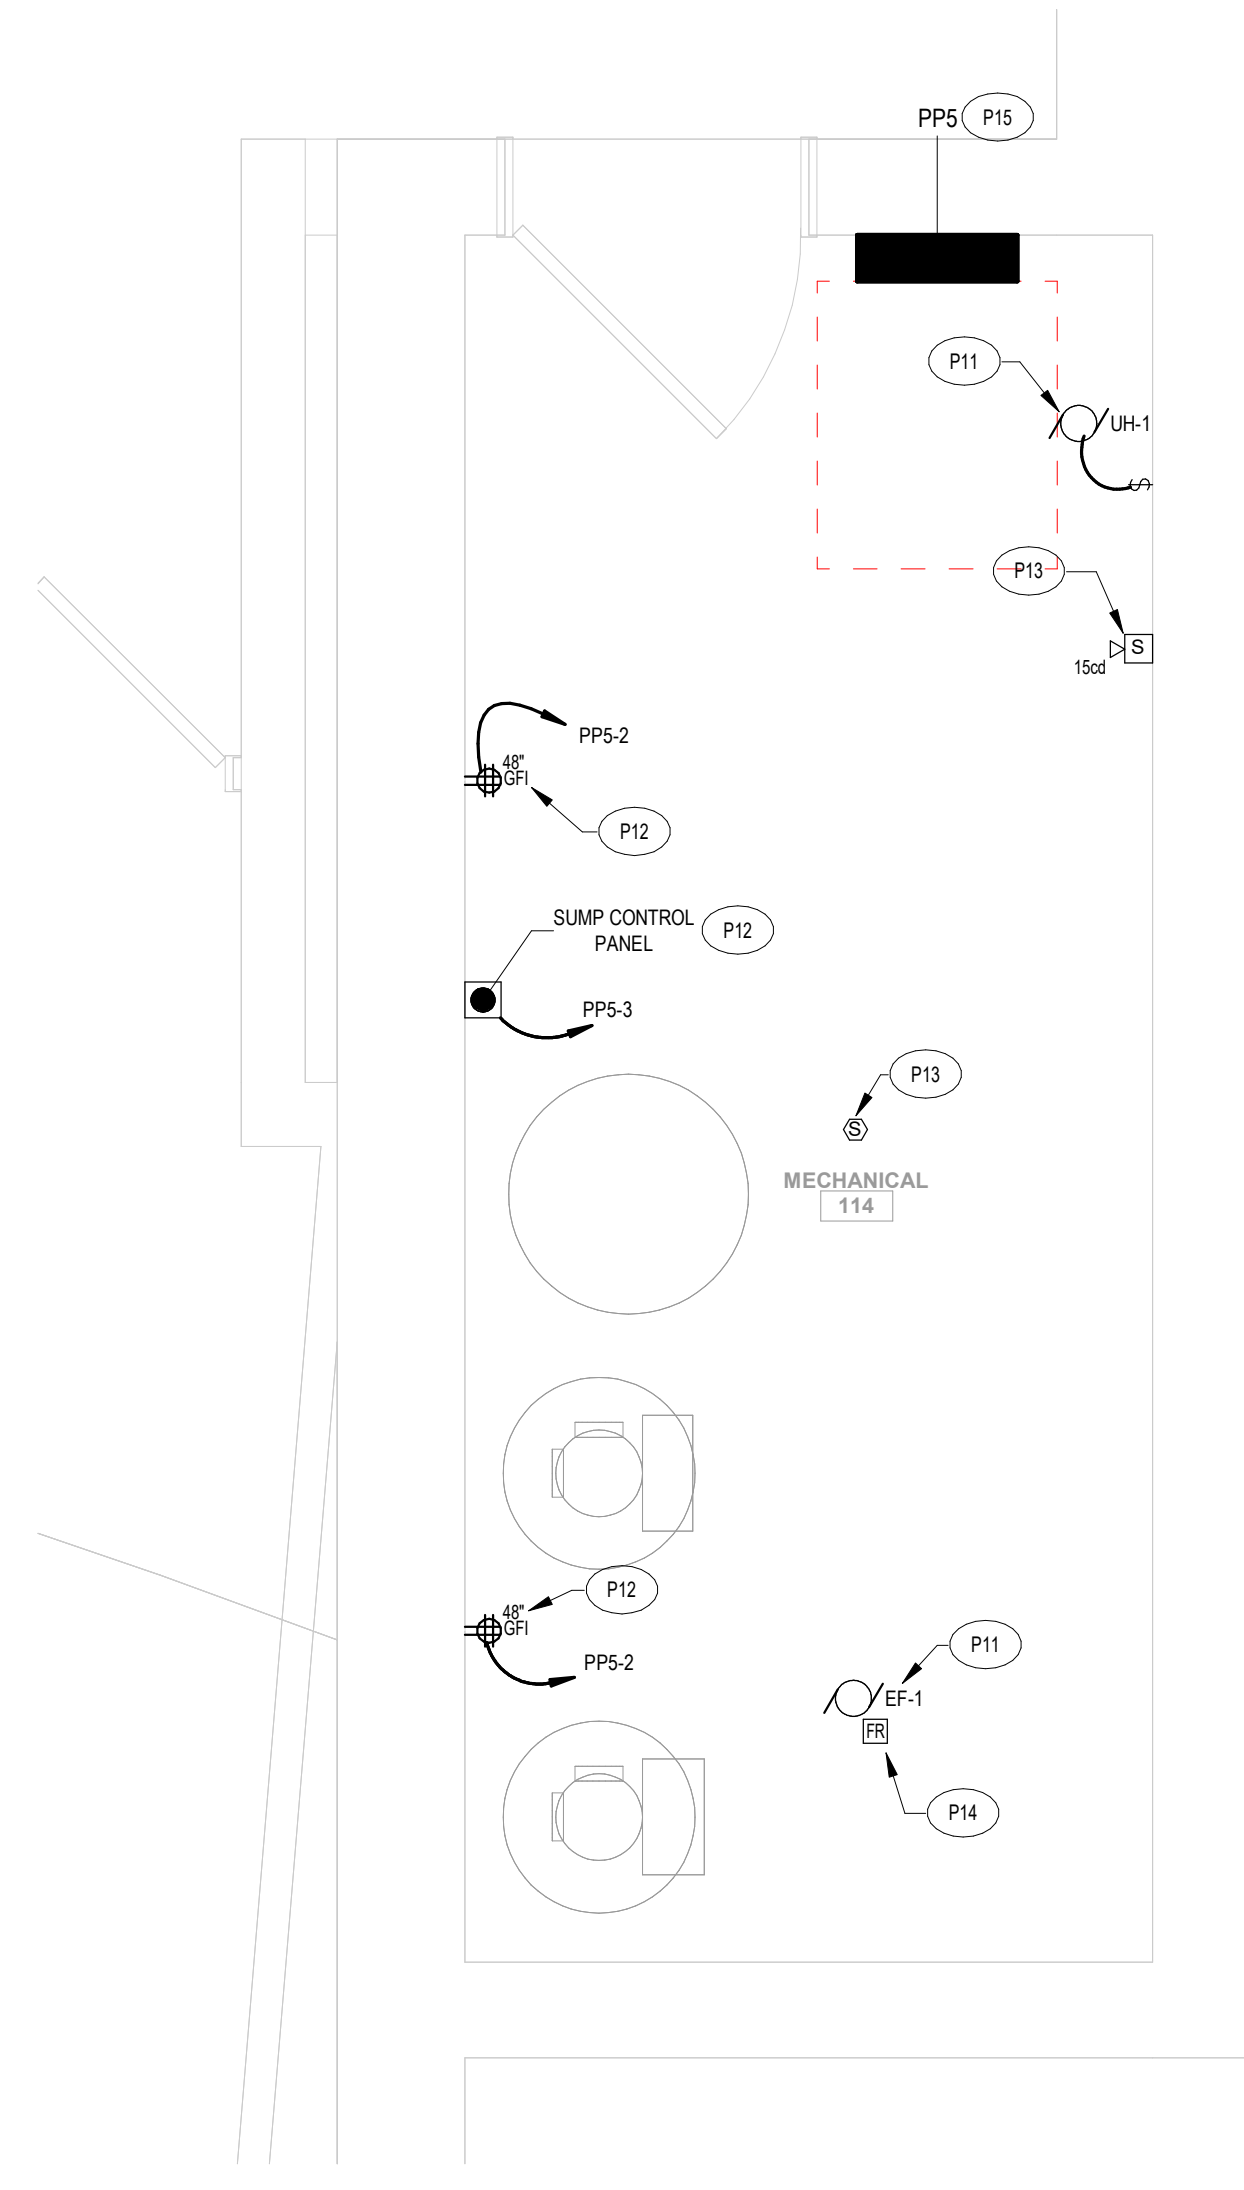 PP5 P15
P11
UH-1
S
P13
S
15cd
PP5-2
48"
GFI
P12
SUMP CONTROL
PANEL
P12
PP5-3
P13
S
MECHANICAL
114
P12
48"
GFI
PP5-2
P11
EF-1
FR
P14